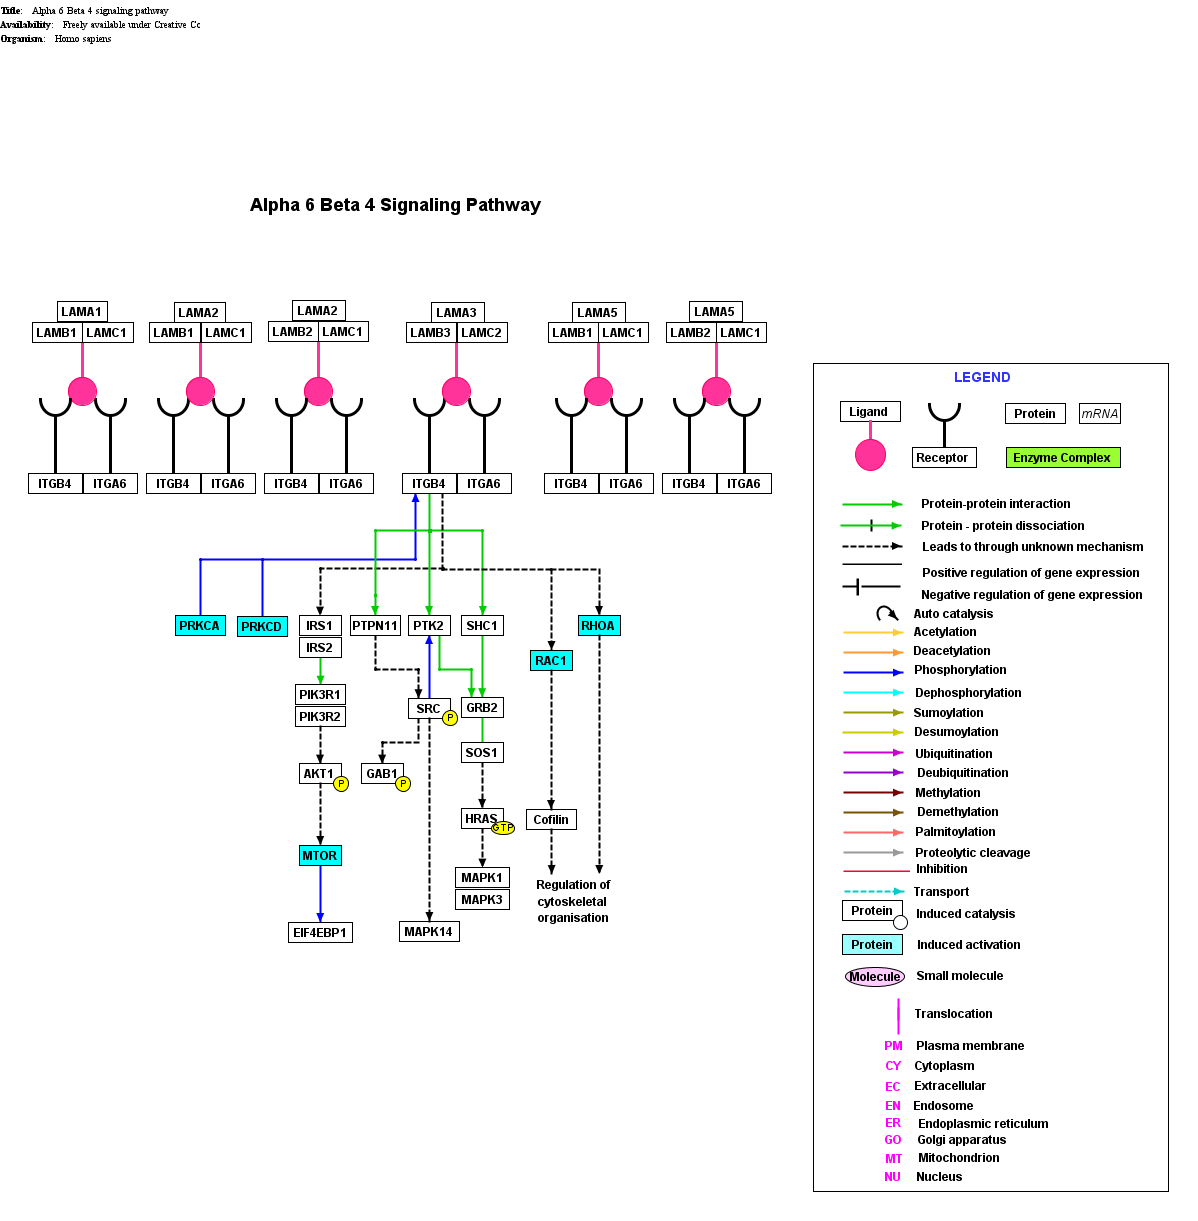 Title: Alpha 6 Beta 4 signaling pathway
Availability: Freely available under Creative Cc
Organism: Homo sapiens
Alpha 6 Beta 4 Signaling Pathway
LAMA1 LAMA2 LAMA2 LAMA3 LAMA5 LAMA5
LAMB1 LAMC1 LAMB1 LAMC1 LAMB2 LAMC1 LAMB3 LAMC2 LAMB1 LAMC1 LAMB2 LAMC1
ITGB4 ITGA6 ITGB4 ITGA6 ITGB4 ITGA6 ITGB4 ITGA6 ITGB4 ITGA6 ITGB4 ITGA6
PRKCA PRKCD IRS1 PTPN11 PTK2 SHC1 RHOA
IRS2
RAC1
PIK3R1
PIK3R2
SRC P GRB2
SOS1
AKT1 P GAB1 P
HRAS GTP Cofilin
MTOR
MAPK1
MAPK3
Regulation of
cytoskeletal
organisation
EIF4EBP1 MAPK14
LEGEND
Ligand Protein mRNA
Receptor Enzyme Complex
Protein-protein interaction
Protein - protein dissociation
Leads to through unknown mechanism
Positive regulation of gene expression
Negative regulation of gene expression
Auto catalysis
Acetylation
Deacetylation
Phosphorylation
Dephosphorylation
Sumoylation
Desumoylation
Ubiquitination
Deubiquitination
Methylation
Demethylation
Palmitoylation
Proteolytic cleavage
Inhibition
Transport
Protein Induced catalysis
Protein Induced activation
Molecule Small molecule
Translocation
PM Plasma membrane
CY Cytoplasm
EC Extracellular
EN Endosome
ER Endoplasmic reticulum
GO Golgi apparatus
MT Mitochondrion
NU Nucleus